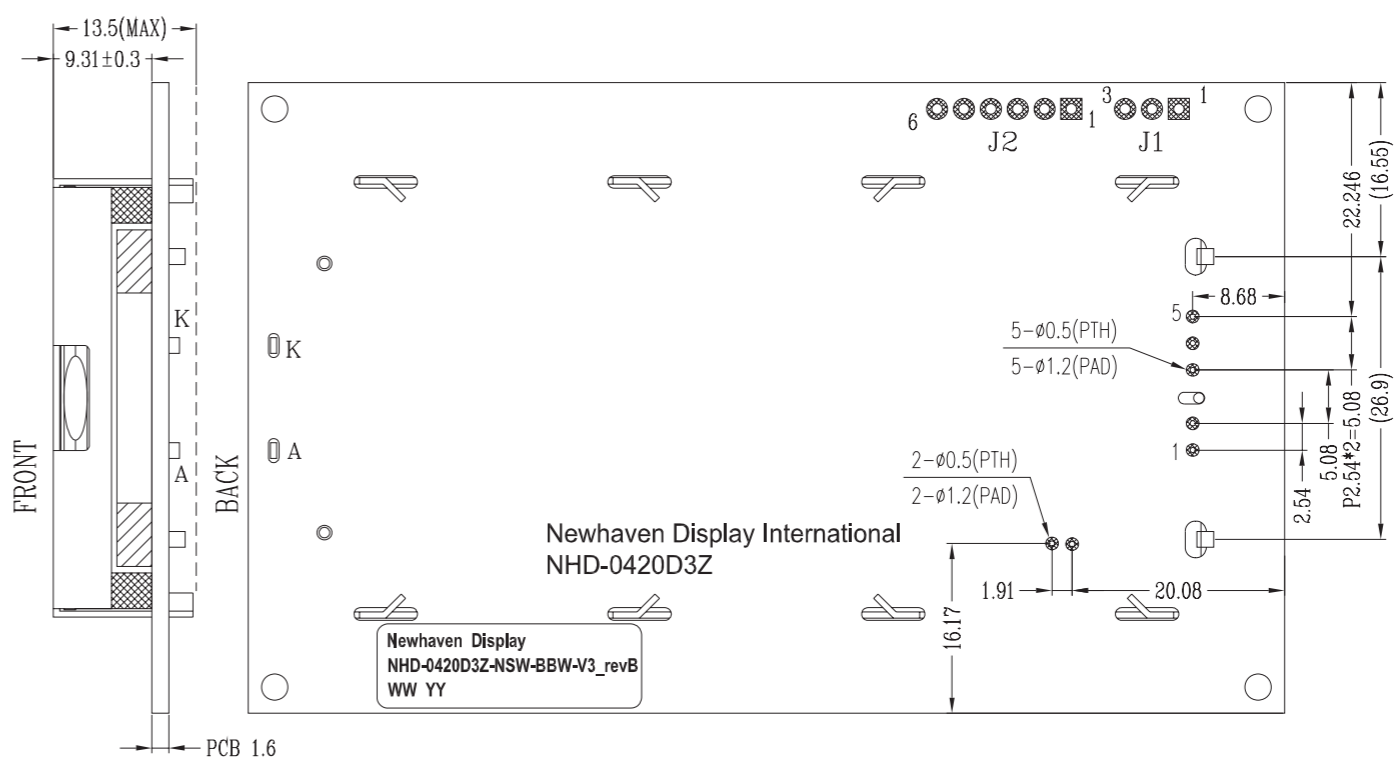 13.5(MAX)
9.31±0.3
K
A
FRONT
BACK
PCB 1.6
6
J2
1
3
J1
1
K
A
22.246
(16.55)
8.68
5
5-ø0.5(PTH)
5-ø1.2(PAD)
1
2.54
5.08
P2.54*2=5.08
(26.9)
2-ø0.5(PTH)
2-ø1.2(PAD)
Newhaven Display International
NHD-0420D3Z
1.91
20.08
16.17
Newhaven Display
NHD-0420D3Z-NSW-BBW-V3_revB
WW YY